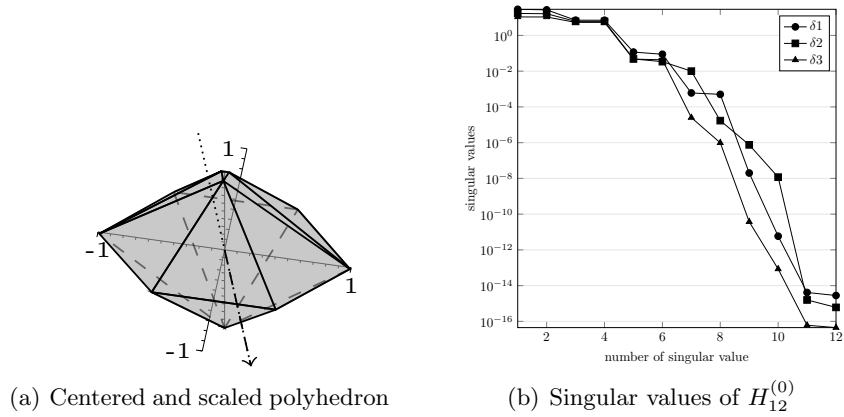 1
-1
1
-1
(a) Centered and scaled polyhedron
δ1
δ2
δ3
10^0
10^{-2}
10^{-4}
10^{-6}
10^{-8}
10^{-10}
10^{-12}
10^{-14}
10^{-16}
singular values
2 4 6 8 10 12
number of singular value
(b) Singular values of H_{12}^{(0)}